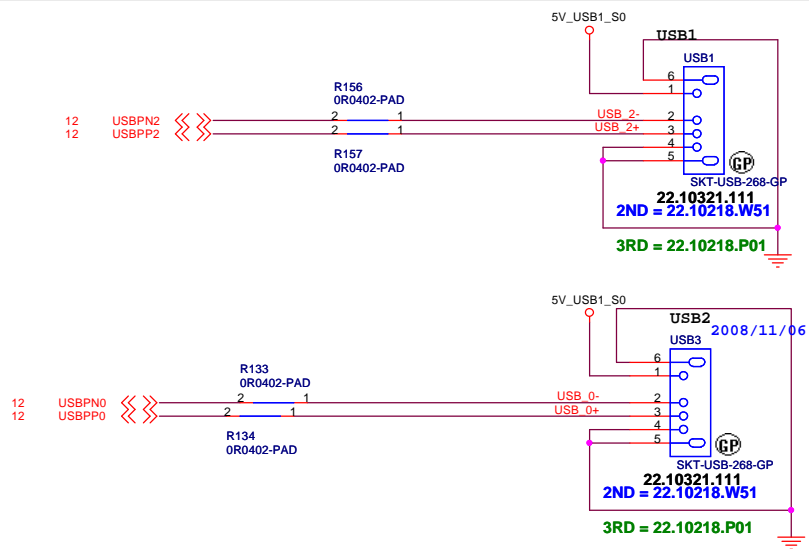 5V_USB1_S0
USB1
USB1
R156
0R0402-PAD
6
1
12 USBPN2 2 1 USB_2- 2
12 USBPP2 2 1 USB_2+ 3
4
5
R157
0R0402-PAD
GP
SKT-USB-268-GP
22.10321.111
2ND = 22.10218.W51
3RD = 22.10218.P01
5V_USB1_S0
USB2
2008/11/06
USB3
6
1
R133
0R0402-PAD
12 USBPN0 2 1 USB_0- 2
12 USBPP0 2 1 USB_0+ 3
4
5
R134
0R0402-PAD
GP
SKT-USB-268-GP
22.10321.111
2ND = 22.10218.W51
3RD = 22.10218.P01